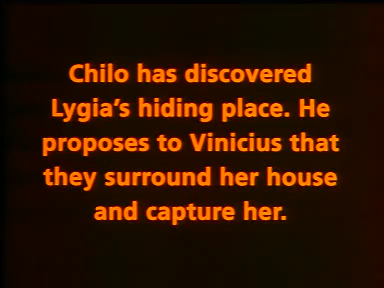 Chilo has discovered
Lygia's hiding place. He
proposes to Vinicius that
they surround her house
and capture her.